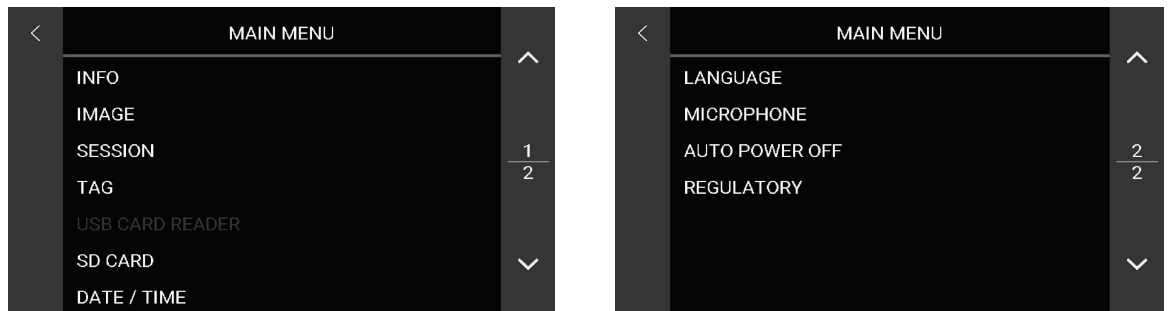 MAIN MENU
INFO
IMAGE
SESSION
TAG
USB CARD READER
SD CARD
DATE / TIME
1
2
MAIN MENU
LANGUAGE
MICROPHONE
AUTO POWER OFF
REGULATORY
2
2